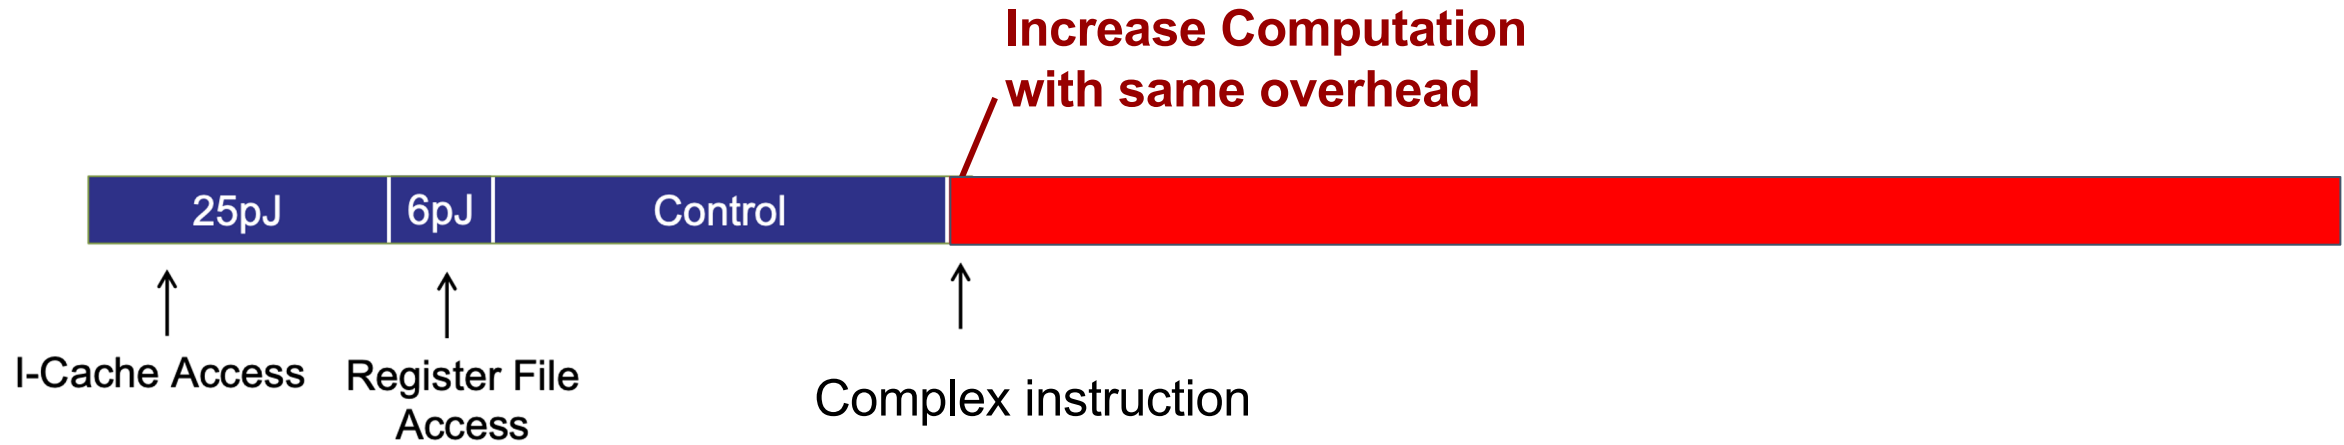 Increase Computation
with same overhead
25pJ
6pJ
Control
I-Cache Access
Register File
Access
Complex instruction